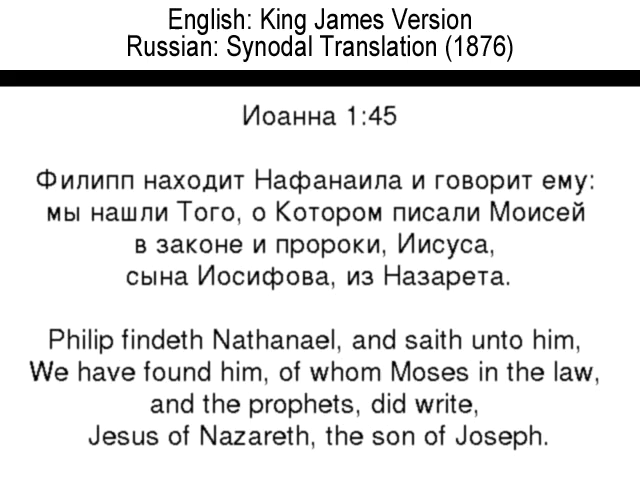 English: King James Version
Russian: Synodal Translation (1876)
Иоанна 1:45
Филипп находит Нафанаила и говорит ему:
мы нашли Того, о Котором писали Моисей
в законе и пророки, Иисуса,
сына Иосифова, из Назарета.
Philip findeth Nathanael, and saith unto him,
We have found him, of whom Moses in the law,
and the prophets, did write,
Jesus of Nazareth, the son of Joseph.